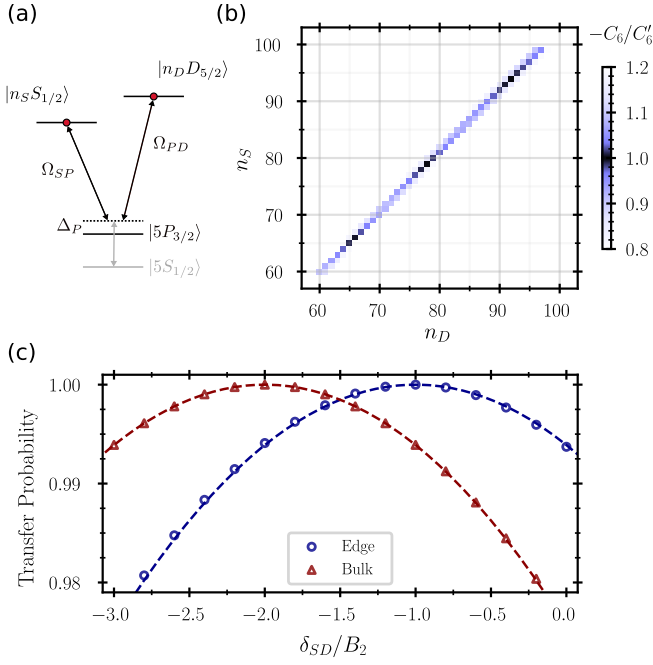 (a)
|n_S S_{1/2}⟩
|n_D D_{5/2}⟩
Ω_{SP}
Ω_{PD}
Δ_P
|5P_{3/2}⟩
|5S_{1/2}⟩
(b)
−C_6/C_6′
100
90
80
70
60
n_S
60 70 80 90 100
n_D
1.2
1.1
1.0
0.9
0.8
(c)
1.00
0.99
0.98
Transfer Probability
Edge
Bulk
−3.0 −2.5 −2.0 −1.5 −1.0 −0.5 0.0
δ_{SD}/B_2